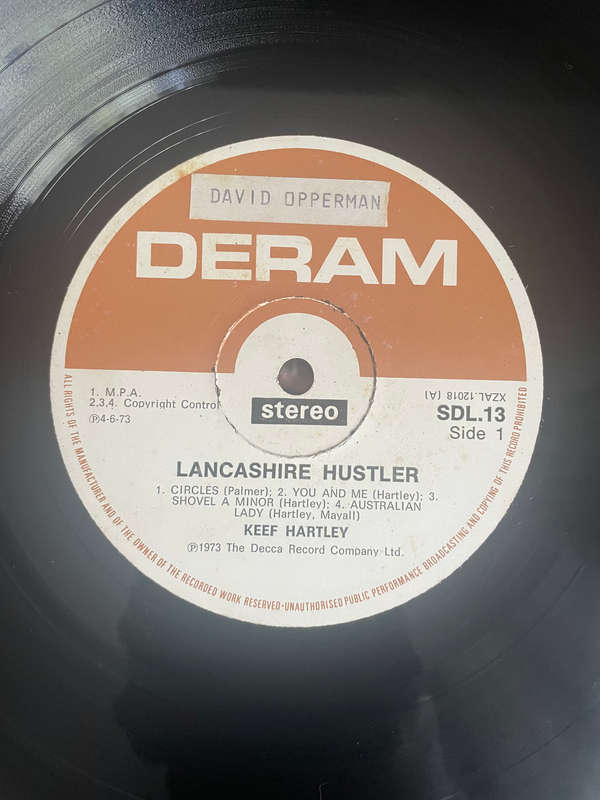 DAVID OPPERMAN
DERAM
1. M.P.A.
2,3,4. Copyright Control
Ⓟ4-6-73
stereo
XZAL.12018 (A)
SDL.13
Side 1
LANCASHIRE HUSTLER
1. CIRCLES (Palmer); 2. YOU AND ME (Hartley); 3.
SHOVEL A MINOR (Hartley); 4. AUSTRALIAN
LADY (Hartley, Mayall)
KEEF HARTLEY
Ⓟ1973 The Decca Record Company Ltd.
ALL RIGHTS OF THE MANUFACTURER AND OF THE OWNER OF THE RECORDED WORK RESERVED-UNAUTHORISED PUBLIC PERFORMANCE BROADCASTING AND COPYING OF THIS RECORD PROHIBITED